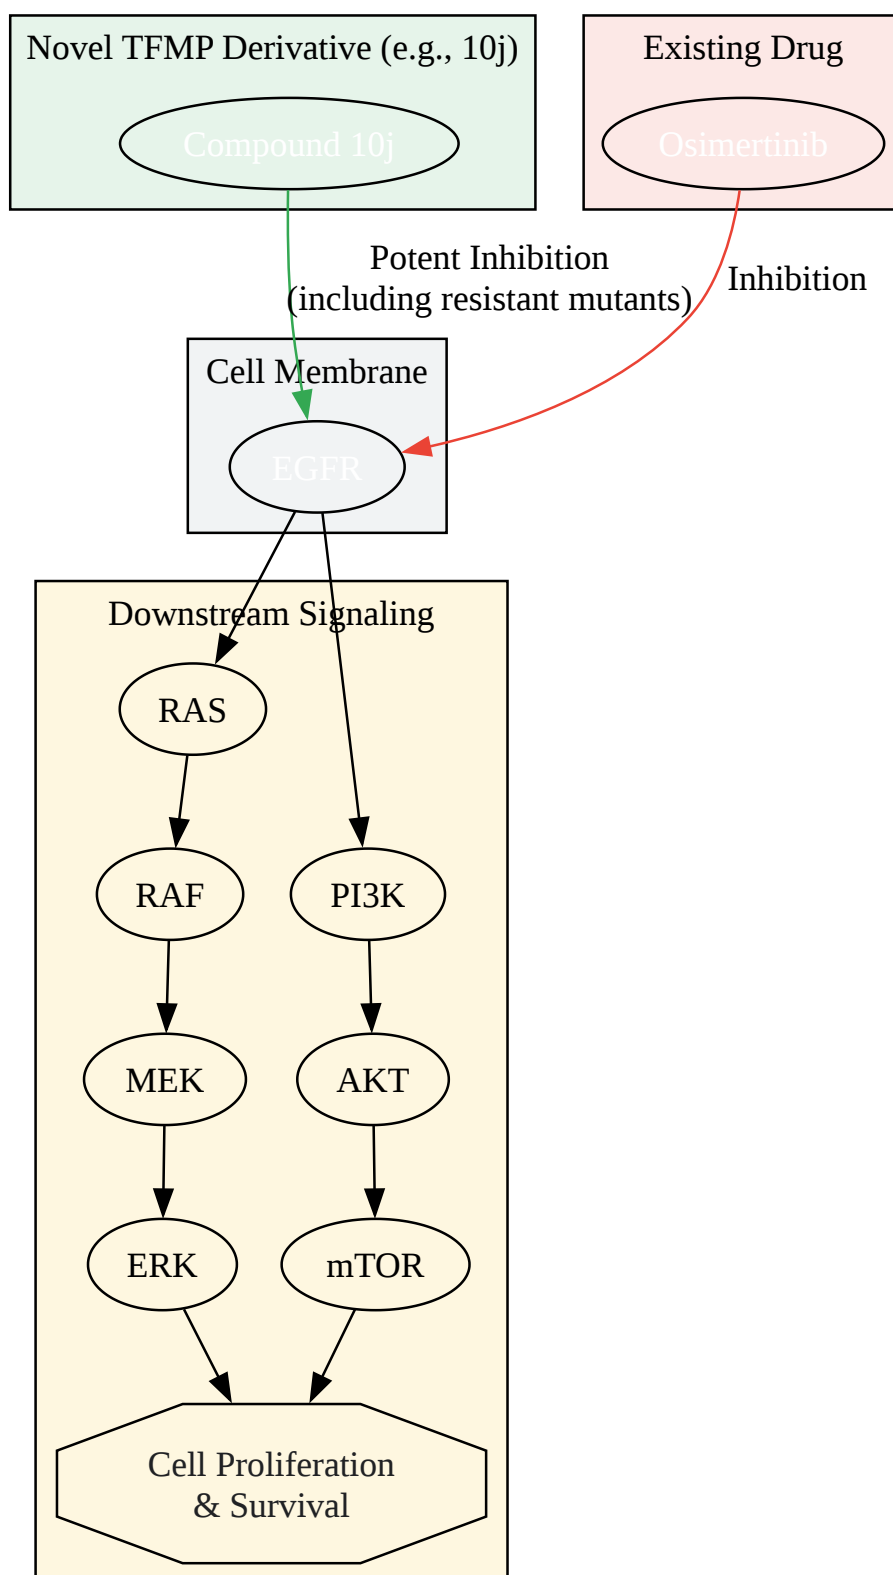 Novel TFMP Derivative (e.g., 10j)
Existing Drug
Compound 10j
Osimertinib
Potent Inhibition
(including resistant mutants)
Inhibition
Cell Membrane
EGFR
Downstream Signaling
RAS
RAF
PI3K
MEK
AKT
ERK
mTOR
Cell Proliferation
& Survival